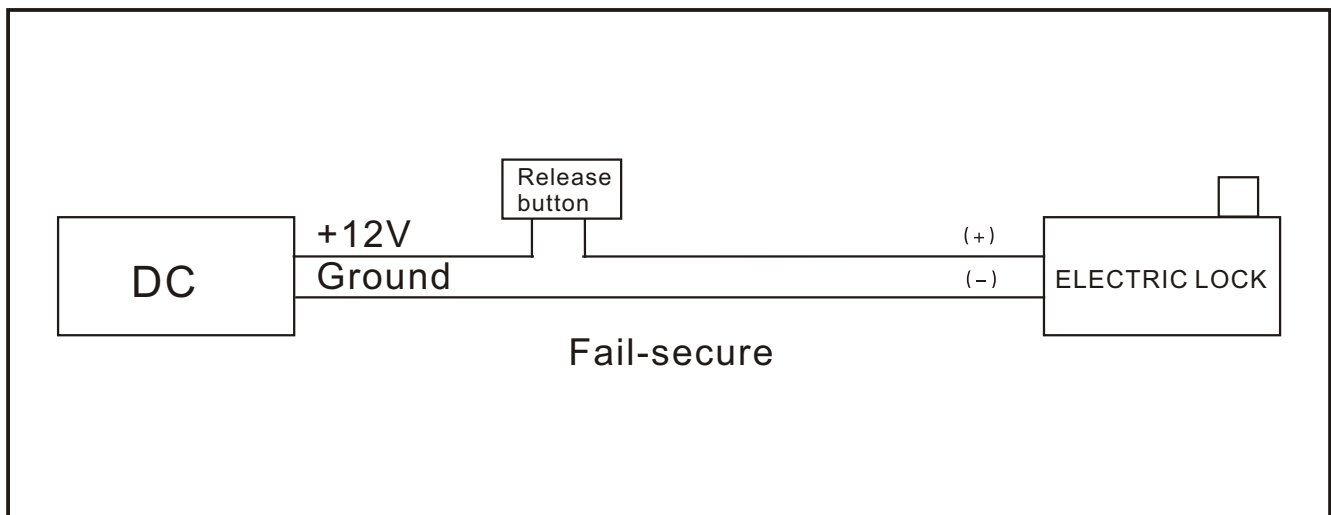 Release
button
+12V
(+)
DC
Ground
(-)
ELECTRIC LOCK
Fail-secure